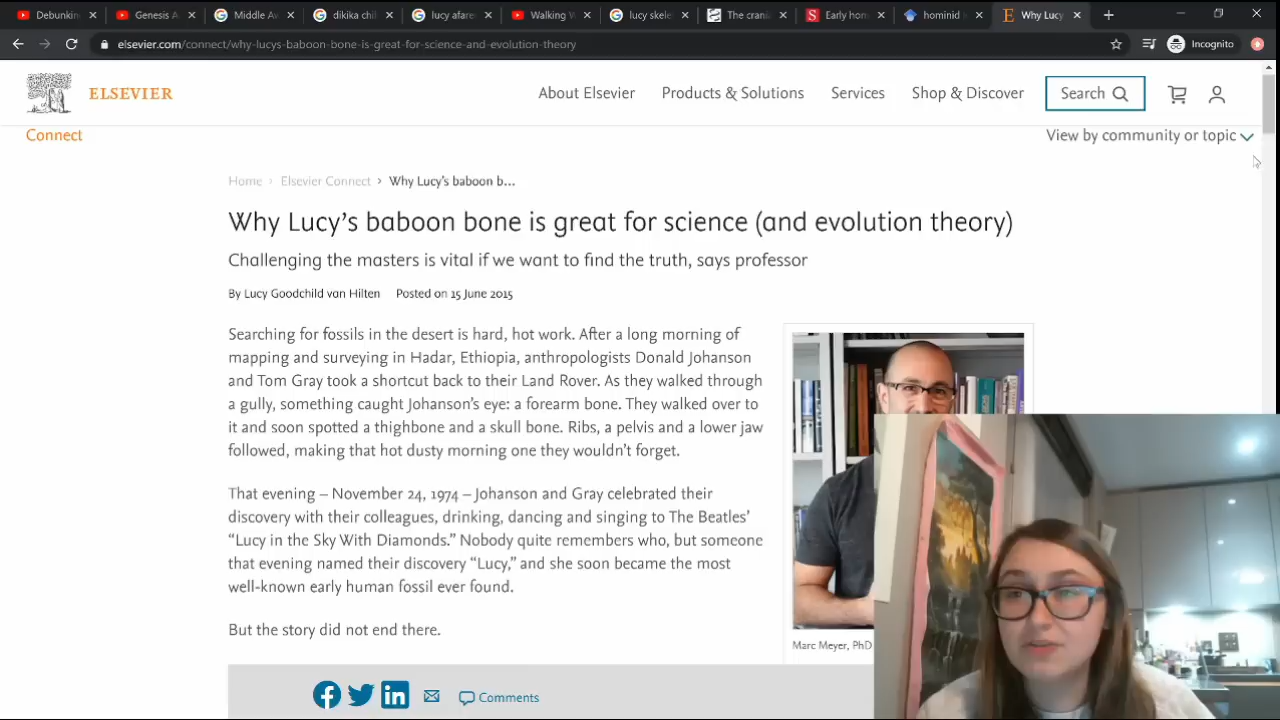 Debunkin
Genesis A
Middle Aw
dikika chil
lucy afare
Walking W
lucy skele
The crania
Early hom
hominid
Why Lucy
elsevier.com/connect/why-lucys-baboon-bone-is-great-for-science-and-evolution-theory
Incognito
ELSEVIER
About Elsevier
Products & Solutions
Services
Shop & Discover
Search
Connect
View by community or topic
Home › Elsevier Connect › Why Lucy's baboon b...
Why Lucy's baboon bone is great for science (and evolution theory)
Challenging the masters is vital if we want to find the truth, says professor
By Lucy Goodchild van Hilten Posted on 15 June 2015
Searching for fossils in the desert is hard, hot work. After a long morning of
mapping and surveying in Hadar, Ethiopia, anthropologists Donald Johanson
and Tom Gray took a shortcut back to their Land Rover. As they walked through
a gully, something caught Johanson's eye: a forearm bone. They walked over to
it and soon spotted a thighbone and a skull bone. Ribs, a pelvis and a lower jaw
followed, making that hot dusty morning one they wouldn't forget.
That evening – November 24, 1974 – Johanson and Gray celebrated their
discovery with their colleagues, drinking, dancing and singing to The Beatles'
"Lucy in the Sky With Diamonds." Nobody quite remembers who, but someone
that evening named their discovery "Lucy," and she soon became the most
well-known early human fossil ever found.
But the story did not end there.
Marc Meyer, PhD
Comments